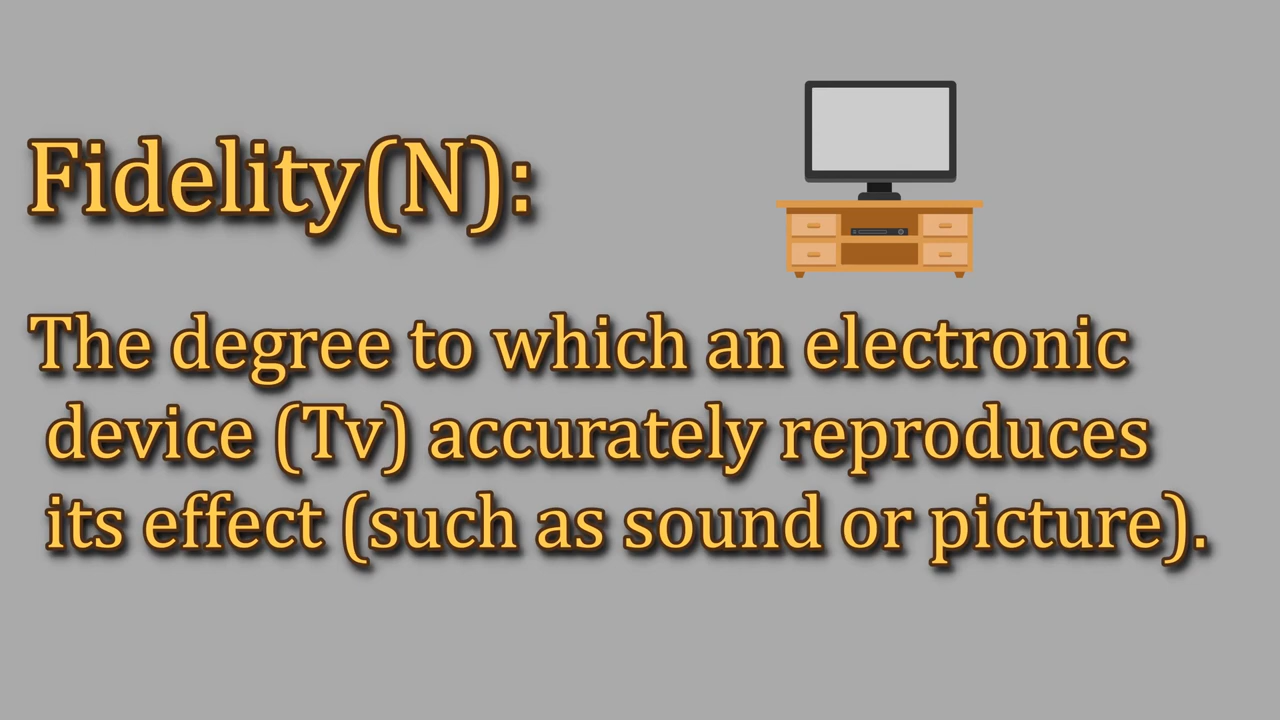 Fidelity(N):
The degree to which an electronic
device (Tv) accurately reproduces
its effect (such as sound or picture).